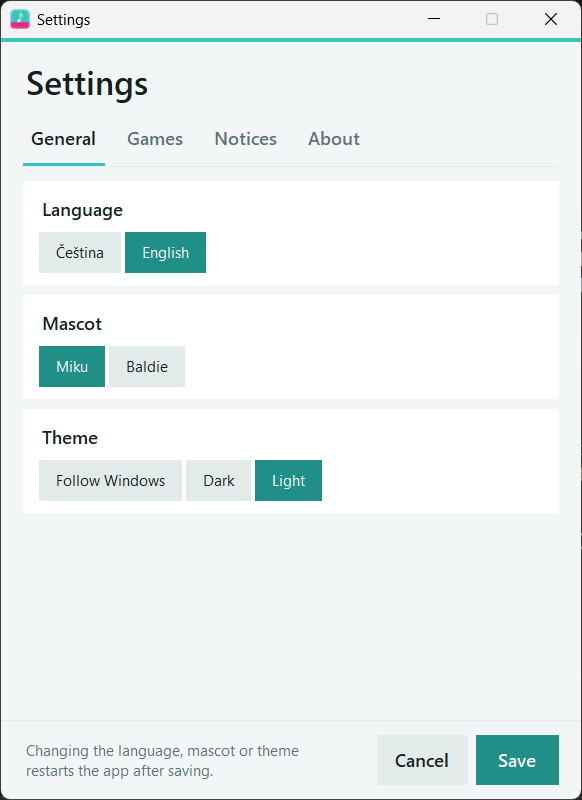 Settings
Settings
General Games Notices About
Language
Čeština English
Mascot
Miku Baldie
Theme
Follow Windows Dark Light
Changing the language, mascot or theme
restarts the app after saving.
Cancel Save